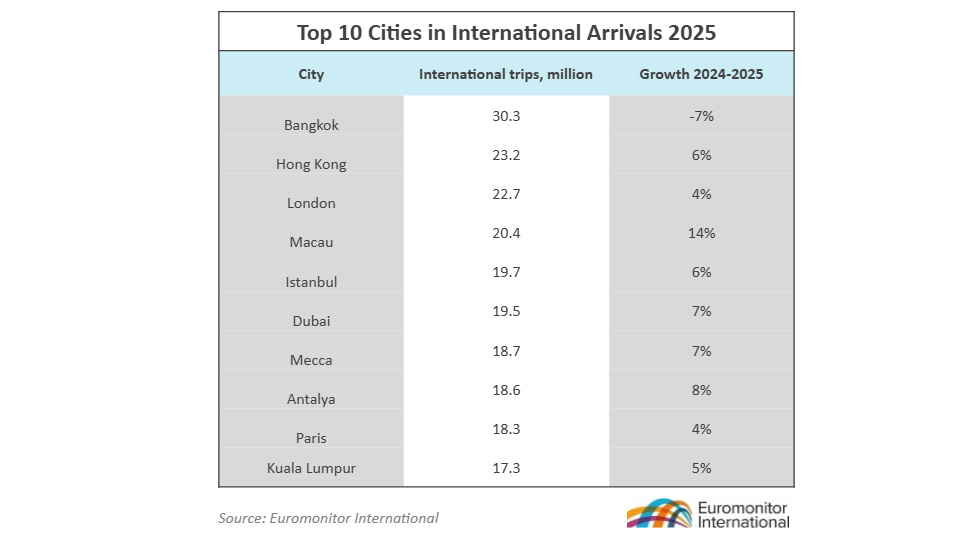 Top 10 Cities in International Arrivals 2025
City International trips, million Growth 2024-2025
Bangkok 30.3 -7%
Hong Kong 23.2 6%
London 22.7 4%
Macau 20.4 14%
Istanbul 19.7 6%
Dubai 19.5 7%
Mecca 18.7 7%
Antalya 18.6 8%
Paris 18.3 4%
Kuala Lumpur 17.3 5%
Source: Euromonitor International
Euromonitor
International